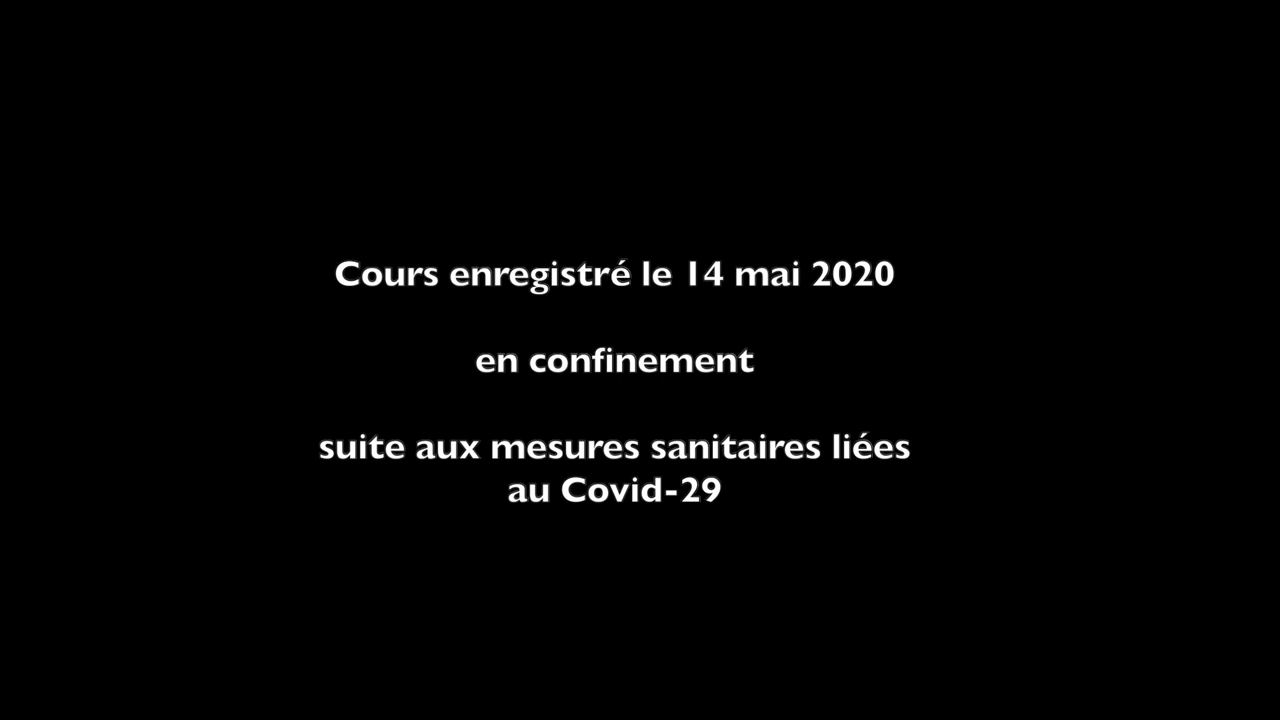 Cours enregistré le 14 mai 2020
en confinement
suite aux mesures sanitaires liées
au Covid-29